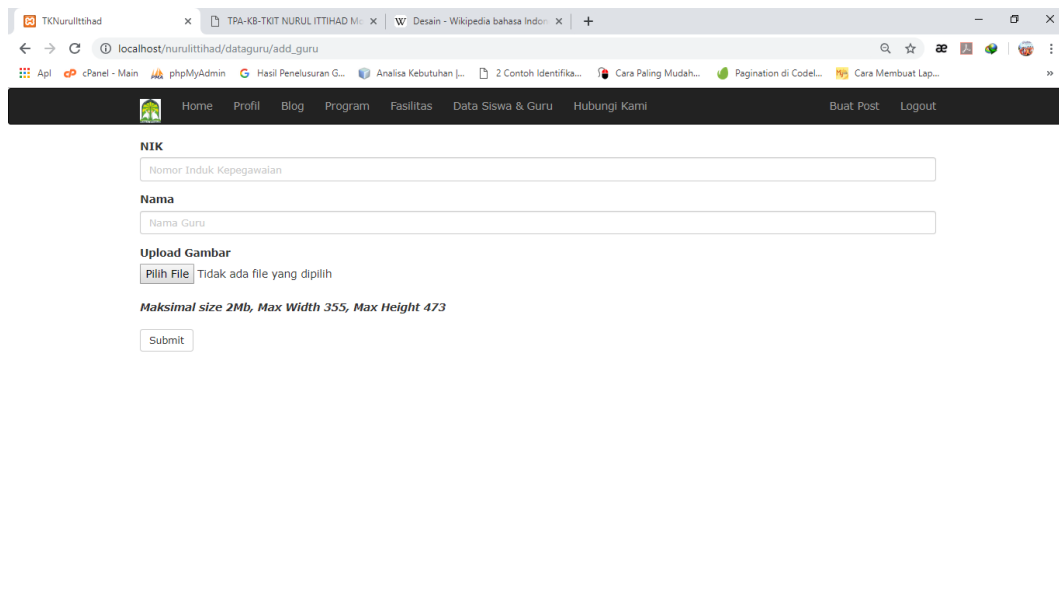 TKNurulIttihad
TPA-KB-TKIT NURUL ITTIHAD Mo
W Desain - Wikipedia bahasa Indon
localhost/nurulittihad/dataguru/add_guru
Apl cPanel - Main phpMyAdmin Hasil Penelusuran G... Analisa Kebutuhan |... 2 Contoh Identifika... Cara Paling Mudah... Pagination di CodeI... Cara Membuat Lap... »
Home Profil Blog Program Fasilitas Data Siswa & Guru Hubungi Kami Buat Post Logout
NIK
Nomor Induk Kepegawaian
Nama
Nama Guru
Upload Gambar
Pilih File Tidak ada file yang dipilih
Maksimal size 2Mb, Max Width 355, Max Height 473
Submit